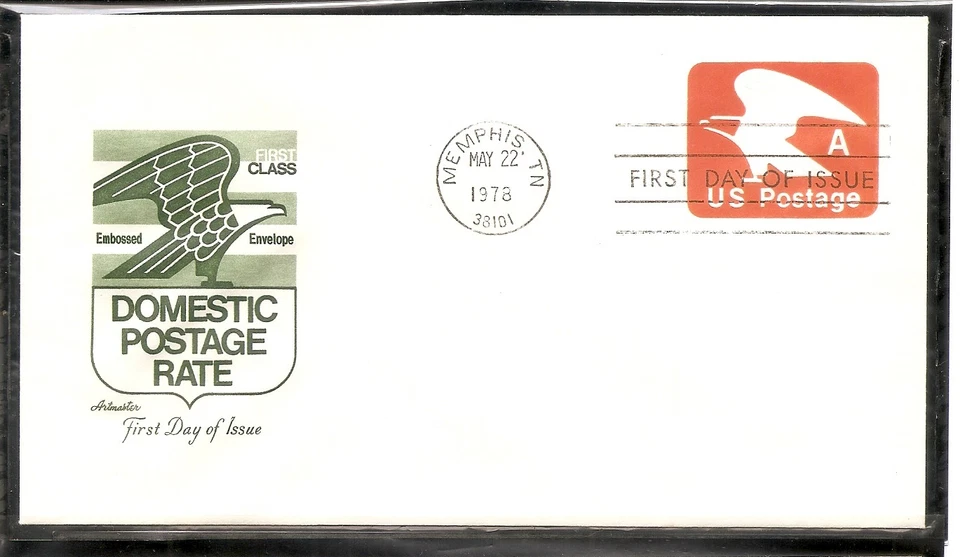 FIRST
CLASS
Embossed Envelope
DOMESTIC
POSTAGE
RATE
Artmaster
First Day of Issue
MEMPHIS, TN
MAY 22
1978
38101
A
FIRST DAY OF ISSUE
US Postage